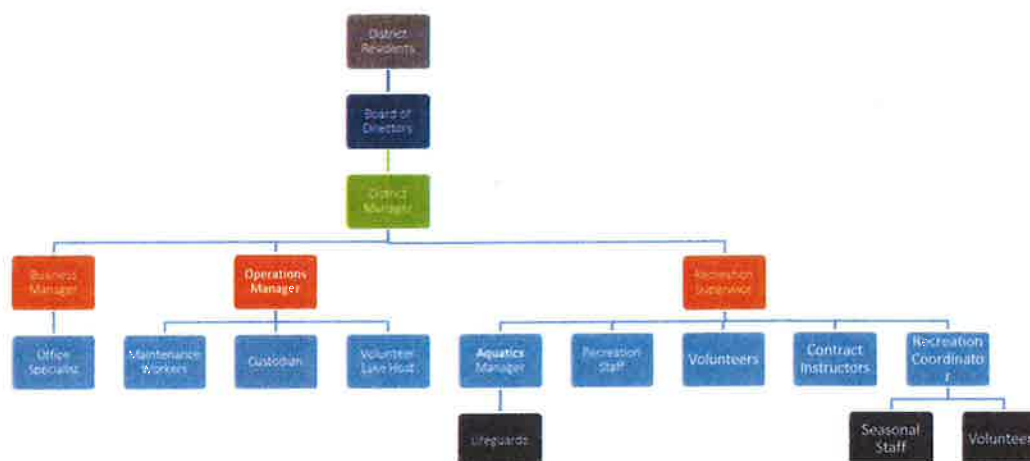 District
Residents
Board of
Directors
District
Manager
Business
Manager
Operations
Manager
Recreation
Supervisor
Office
Specialist
Maintenance
Workers
Custodian
Volunteer
Lake Host
Aquatics
Manager
Recreation
Staff
Volunteers
Contract
Instructors
Recreation
Coordinato
r
Lifeguards
Seasonal
Staff
Volunteer